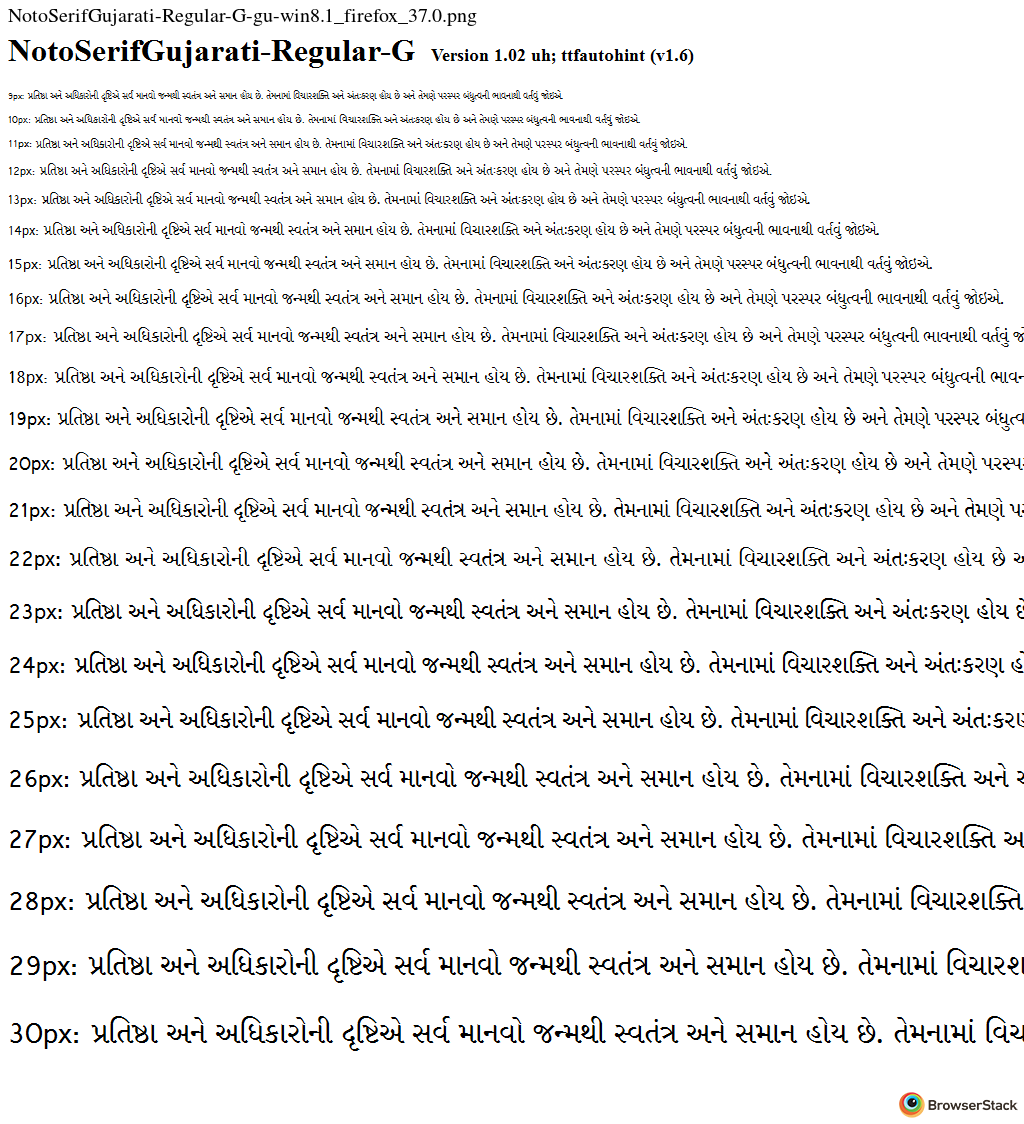 NotoSerifGujarati-Regular-G-gu-win8.1_firefox_37.0.png
NotoSerifGujarati-Regular-G Version 1.02 uh; ttfautohint (v1.6)
9px: પ્રતિષ્ઠા અને અધિકારોની દૃષ્ટિએ સર્વ માનવો જન્મથી સ્વતંત્ર અને સમાન હોય છે. તેમનામાં વિચારશક્તિ અને અંતઃકરણ હોય છે અને તેમણે પરસ્પર બંધુત્વની ભાવનાથી વર્તવું જોઇએ.
10px: પ્રતિષ્ઠા અને અધિકારોની દૃષ્ટિએ સર્વ માનવો જન્મથી સ્વતંત્ર અને સમાન હોય છે. તેમનામાં વિચારશક્તિ અને અંતઃકરણ હોય છે અને તેમણે પરસ્પર બંધુત્વની ભાવનાથી વર્તવું જોઇએ.
11px: પ્રતિષ્ઠા અને અધિકારોની દૃષ્ટિએ સર્વ માનવો જન્મથી સ્વતંત્ર અને સમાન હોય છે. તેમનામાં વિચારશક્તિ અને અંતઃકરણ હોય છે અને તેમણે પરસ્પર બંધુત્વની ભાવનાથી વર્તવું જોઇએ.
12px: પ્રતિષ્ઠા અને અધિકારોની દૃષ્ટિએ સર્વ માનવો જન્મથી સ્વતંત્ર અને સમાન હોય છે. તેમનામાં વિચારશક્તિ અને અંતઃકરણ હોય છે અને તેમણે પરસ્પર બંધુત્વની ભાવનાથી વર્તવું જોઇએ.
13px: પ્રતિષ્ઠા અને અધિકારોની દૃષ્ટિએ સર્વ માનવો જન્મથી સ્વતંત્ર અને સમાન હોય છે. તેમનામાં વિચારશક્તિ અને અંતઃકરણ હોય છે અને તેમણે પરસ્પર બંધુત્વની ભાવનાથી વર્તવું જોઇએ.
14px: પ્રતિષ્ઠા અને અધિકારોની દૃષ્ટિએ સર્વ માનવો જન્મથી સ્વતંત્ર અને સમાન હોય છે. તેમનામાં વિચારશક્તિ અને અંતઃકરણ હોય છે અને તેમણે પરસ્પર બંધુત્વની ભાવનાથી વર્તવું જોઇએ.
15px: પ્રતિષ્ઠા અને અધિકારોની દૃષ્ટિએ સર્વ માનવો જન્મથી સ્વતંત્ર અને સમાન હોય છે. તેમનામાં વિચારશક્તિ અને અંતઃકરણ હોય છે અને તેમણે પરસ્પર બંધુત્વની ભાવનાથી વર્તવું જોઇએ.
16px: પ્રતિષ્ઠા અને અધિકારોની દૃષ્ટિએ સર્વ માનવો જન્મથી સ્વતંત્ર અને સમાન હોય છે. તેમનામાં વિચારશક્તિ અને અંતઃકરણ હોય છે અને તેમણે પરસ્પર બંધુત્વની ભાવનાથી વર્તવું જોઇએ.
17px: પ્રતિષ્ઠા અને અધિકારોની દૃષ્ટિએ સર્વ માનવો જન્મથી સ્વતંત્ર અને સમાન હોય છે. તેમનામાં વિચારશક્તિ અને અંતઃકરણ હોય છે અને તેમણે પરસ્પર બંધુત્વની ભાવનાથી વર્તવું
18px: પ્રતિષ્ઠા અને અધિકારોની દૃષ્ટિએ સર્વ માનવો જન્મથી સ્વતંત્ર અને સમાન હોય છે. તેમનામાં વિચારશક્તિ અને અંતઃકરણ હોય છે અને તેમણે પરસ્પર બંધુત્વની
19px: પ્રતિષ્ઠા અને અધિકારોની દૃષ્ટિએ સર્વ માનવો જન્મથી સ્વતંત્ર અને સમાન હોય છે. તેમનામાં વિચારશક્તિ અને અંતઃકરણ હોય છે અને તેમણે પરસ્પર
20px: પ્રતિષ્ઠા અને અધિકારોની દૃષ્ટિએ સર્વ માનવો જન્મથી સ્વતંત્ર અને સમાન હોય છે. તેમનામાં વિચારશક્તિ અને અંતઃકરણ હોય છે અને તેમણે
21px: પ્રતિષ્ઠા અને અધિકારોની દૃષ્ટિએ સર્વ માનવો જન્મથી સ્વતંત્ર અને સમાન હોય છે. તેમનામાં વિચારશક્તિ અને અંતઃકરણ હોય છે અને તેમણે
22px: પ્રતિષ્ઠા અને અધિકારોની દૃષ્ટિએ સર્વ માનવો જન્મથી સ્વતંત્ર અને સમાન હોય છે. તેમનામાં વિચારશક્તિ અને અંતઃકરણ હોય છે
23px: પ્રતિષ્ઠા અને અધિકારોની દૃષ્ટિએ સર્વ માનવો જન્મથી સ્વતંત્ર અને સમાન હોય છે. તેમનામાં વિચારશક્તિ અને અંતઃકરણ હોય
24px: પ્રતિષ્ઠા અને અધિકારોની દૃષ્ટિએ સર્વ માનવો જન્મથી સ્વતંત્ર અને સમાન હોય છે. તેમનામાં વિચારશક્તિ અને અંતઃકરણ
25px: પ્રતિષ્ઠા અને અધિકારોની દૃષ્ટિએ સર્વ માનવો જન્મથી સ્વતંત્ર અને સમાન હોય છે. તેમનામાં વિચારશક્તિ અને
26px: પ્રતિષ્ઠા અને અધિકારોની દૃષ્ટિએ સર્વ માનવો જન્મથી સ્વતંત્ર અને સમાન હોય છે. તેમનામાં વિચારશક્તિ અને
27px: પ્રતિષ્ઠા અને અધિકારોની દૃષ્ટિએ સર્વ માનવો જન્મથી સ્વતંત્ર અને સમાન હોય છે. તેમનામાં વિચારશક્તિ
28px: પ્રતિષ્ઠા અને અધિકારોની દૃષ્ટિએ સર્વ માનવો જન્મથી સ્વતંત્ર અને સમાન હોય છે. તેમનામાં વિચારશક્તિ
29px: પ્રતિષ્ઠા અને અધિકારોની દૃષ્ટિએ સર્વ માનવો જન્મથી સ્વતંત્ર અને સમાન હોય છે. તેમનામાં
30px: પ્રતિષ્ઠા અને અધિકારોની દૃષ્ટિએ સર્વ માનવો જન્મથી સ્વતંત્ર અને સમાન હોય છે. તેમનામાં
BrowserStack